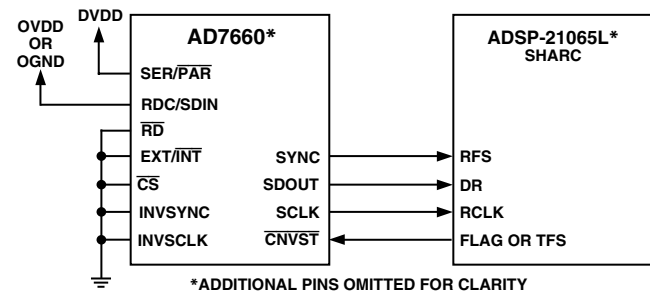 DVDD
OVDD
OR
OGND
AD7660*
SER/PAR
RDC/SDIN
RD
EXT/INT
CS
INVSYNC
INVSCLK
SYNC
SDOUT
SCLK
CNVST
ADSP-21065L*
SHARC
RFS
DR
RCLK
FLAG OR TFS
*ADDITIONAL PINS OMITTED FOR CLARITY